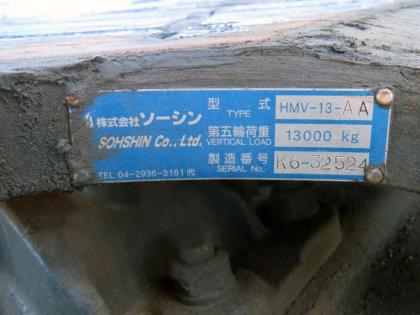 株式会社ソーシン
SOHSHIN Co., Ltd.
TEL 04-2936-3161 ㈹
型式 TYPE HMV-13-AA
第五輪荷重 VERTICAL LOAD 13000 kg
製造番号 SERIAL No. K6-32524